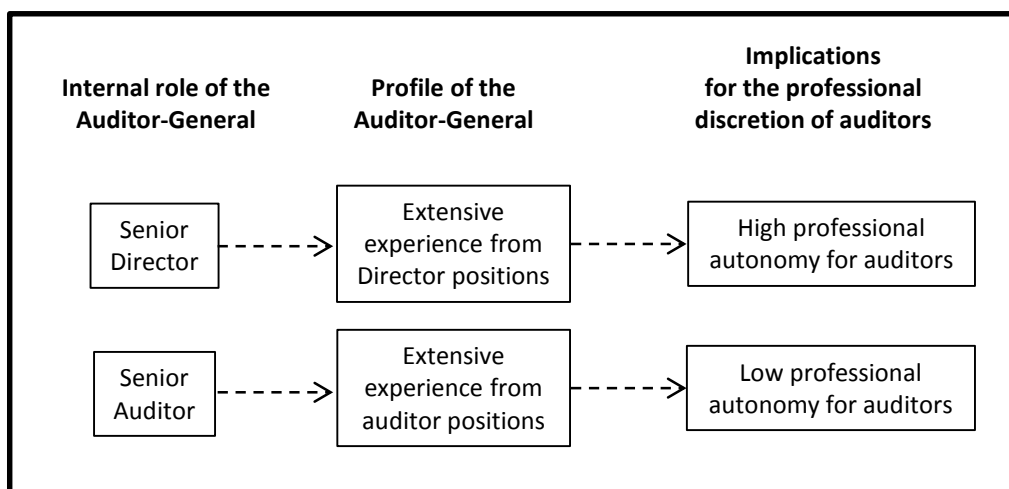 Internal role of the
Auditor-General
Profile of the
Auditor-General
Implications
for the professional
discretion of auditors
Senior
Director
Extensive
experience from
Director positions
High professional
autonomy for auditors
Senior
Auditor
Extensive
experience from
auditor positions
Low professional
autonomy for auditors